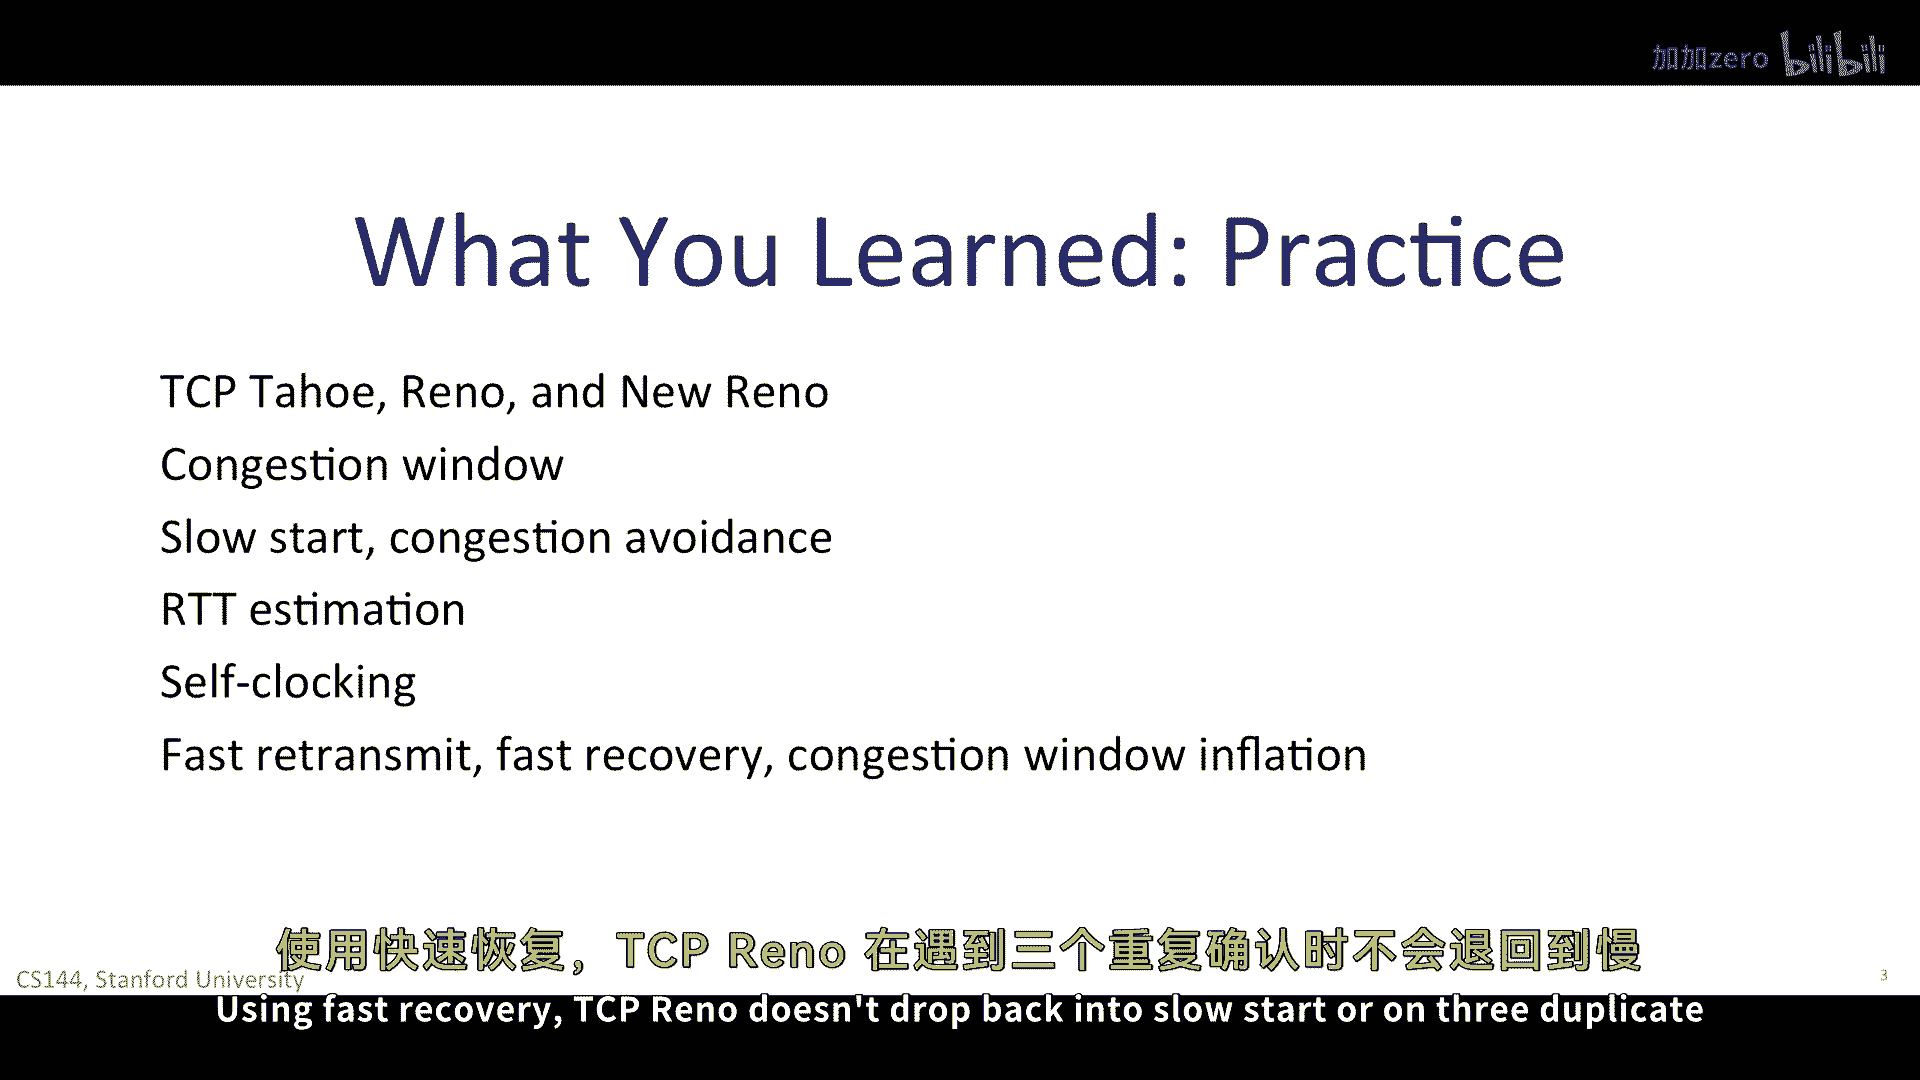 加加zero bilibili
What You Learned: Practice
TCP Tahoe, Reno, and New Reno
Congestion window
Slow start, congestion avoidance
RTT estimation
Self-clocking
Fast retransmit, fast recovery, congestion window inflation
使用快速恢复，TCP Reno 在遇到三个重复确认时不会退回到慢
CS144, Stanford University
3
Using fast recovery, TCP Reno doesn't drop back into slow start or on three duplicate